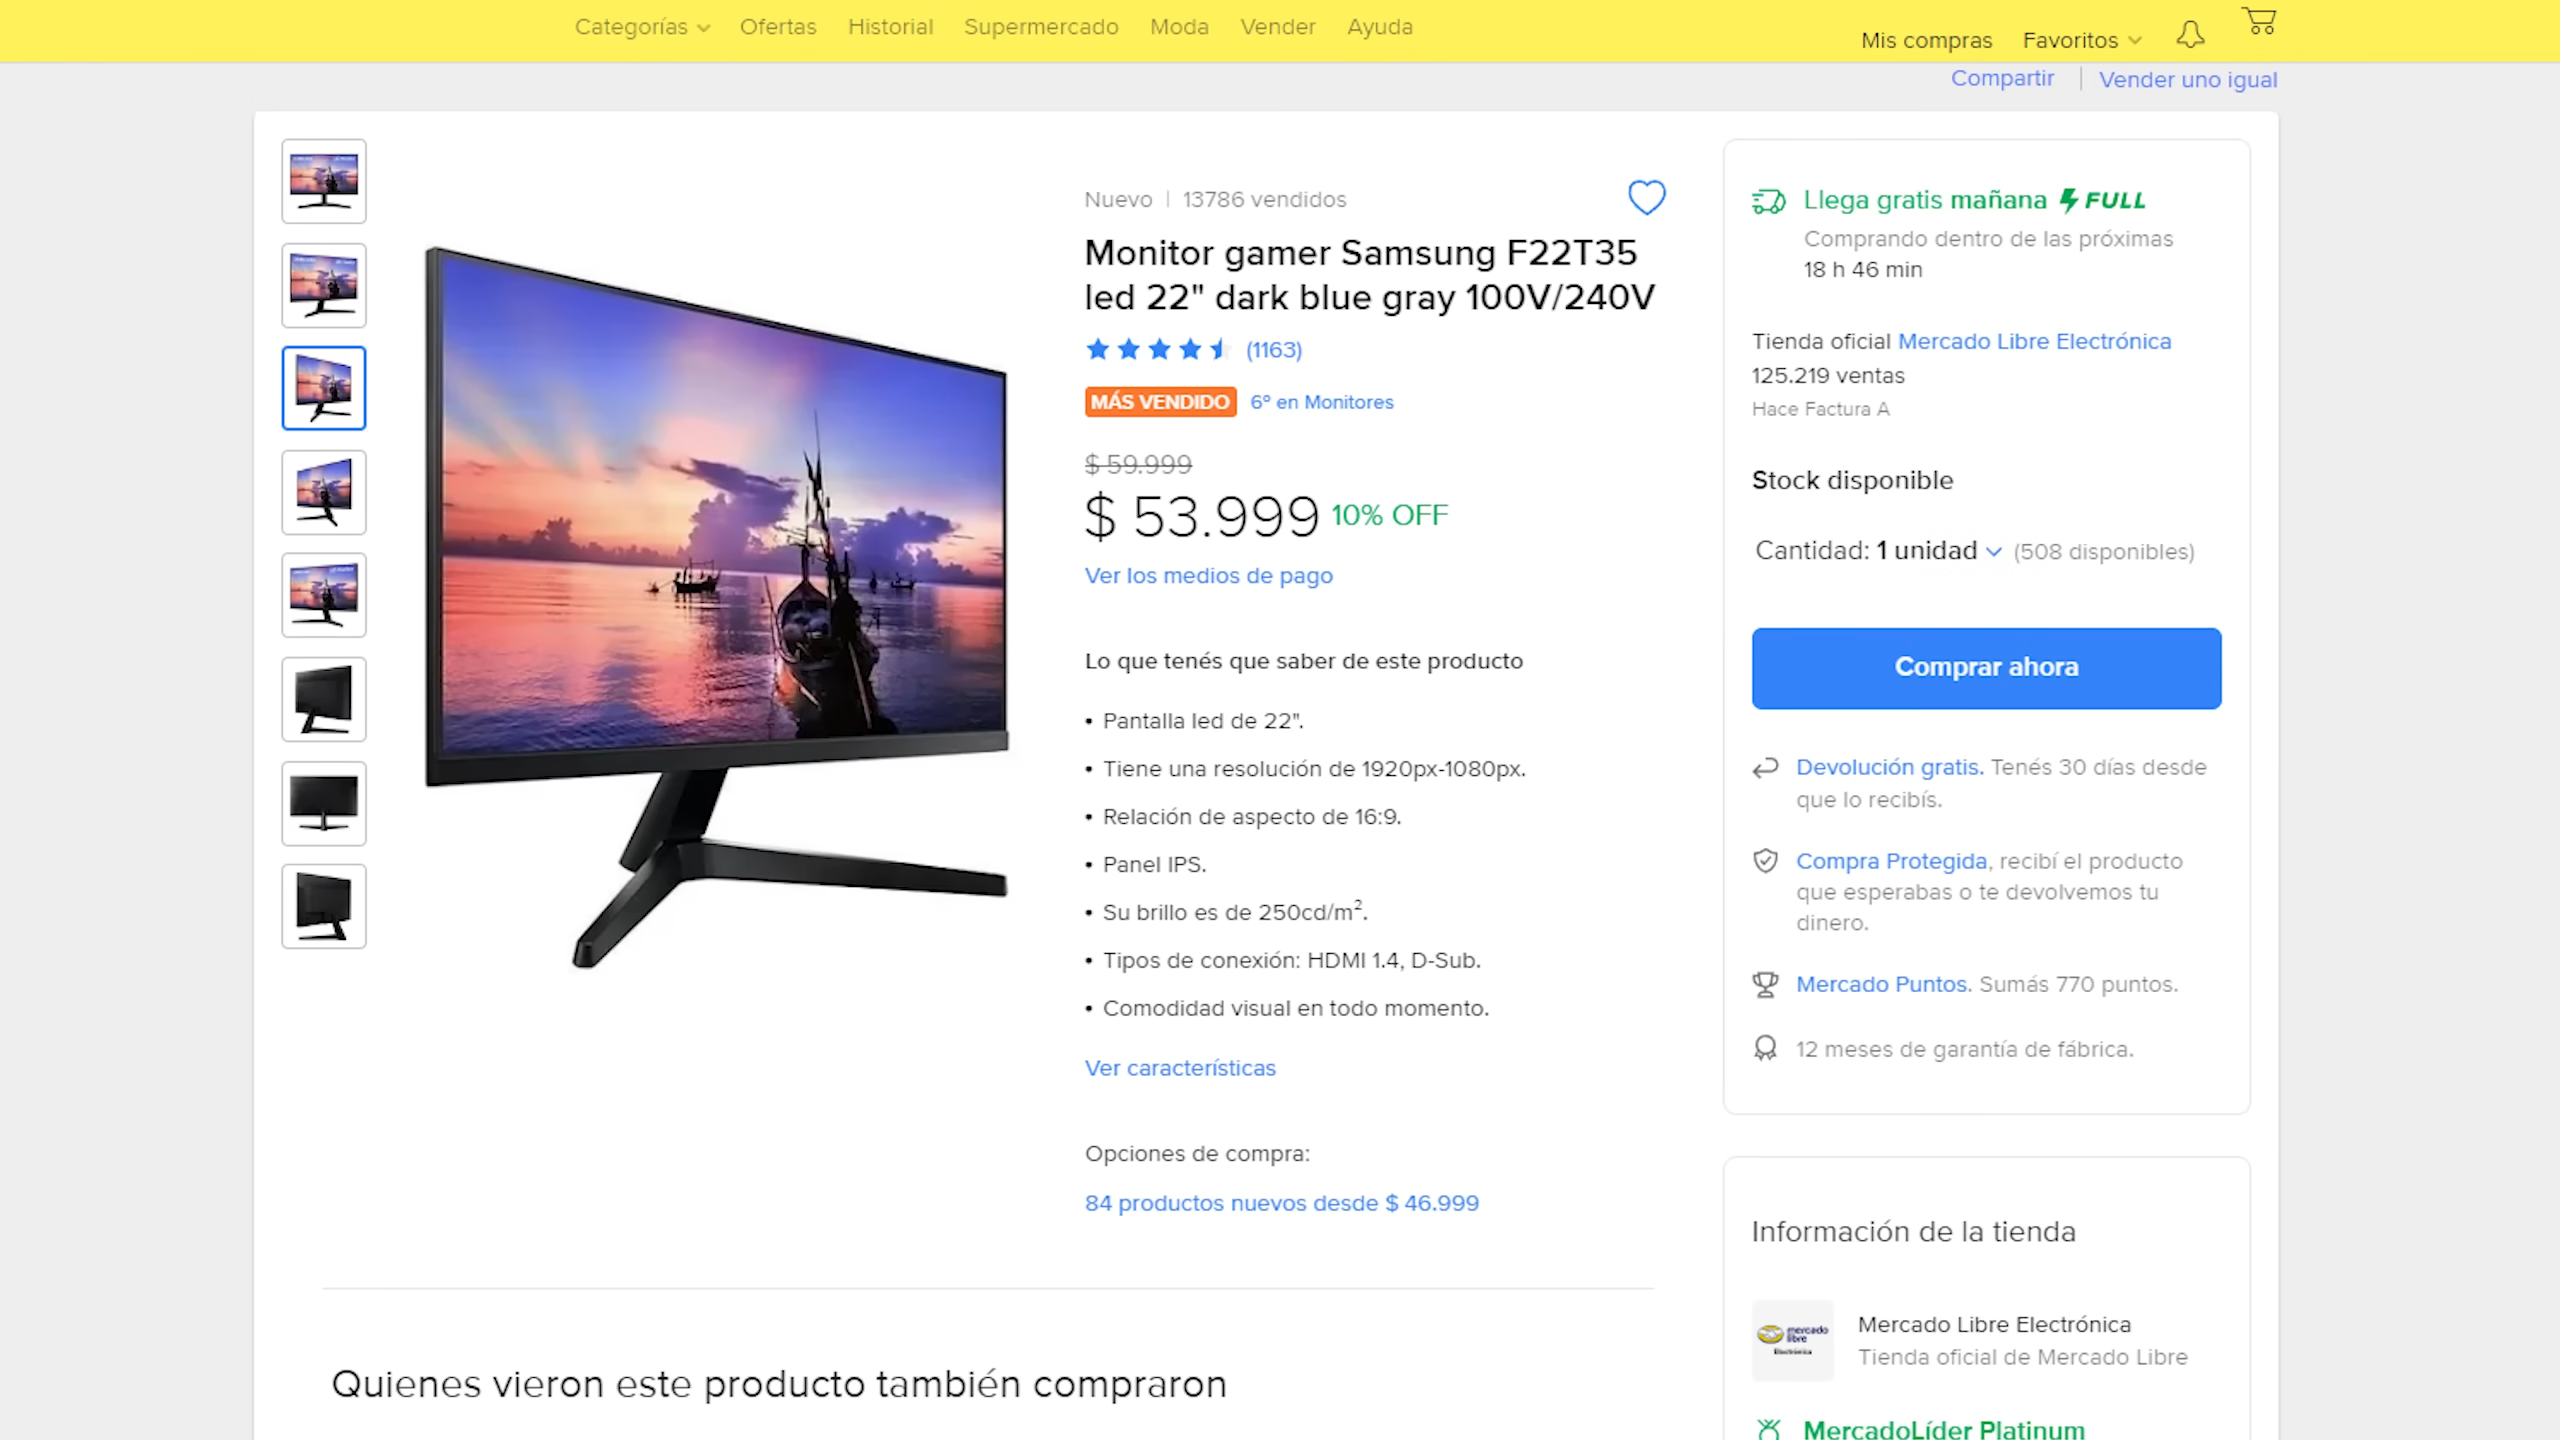 Categorías
Ofertas
Historial
Supermercado
Moda
Vender
Ayuda
Mis compras
Favoritos
Compartir
Vender uno igual
Nuevo | 13786 vendidos
Monitor gamer Samsung F22T35
led 22" dark blue gray 100V/240V
(1163)
MÁS VENDIDO 6º en Monitores
$ 59.999
$ 53.999 10% OFF
Ver los medios de pago
Lo que tenés que saber de este producto
• Pantalla led de 22".
• Tiene una resolución de 1920px-1080px.
• Relación de aspecto de 16:9.
• Panel IPS.
• Su brillo es de 250cd/m².
• Tipos de conexión: HDMI 1.4, D-Sub.
• Comodidad visual en todo momento.
Ver características
Opciones de compra:
84 productos nuevos desde $ 46.999
Llega gratis mañana FULL
Comprando dentro de las próximas
18 h 46 min
Tienda oficial Mercado Libre Electrónica
125.219 ventas
Hace Factura A
Stock disponible
Cantidad: 1 unidad (508 disponibles)
Comprar ahora
Devolución gratis. Tenés 30 días desde
que lo recibís.
Compra Protegida, recibí el producto
que esperabas o te devolvemos tu
dinero.
Mercado Puntos. Sumás 770 puntos.
12 meses de garantía de fábrica.
Información de la tienda
mercado
libre
Electrónica
Mercado Libre Electrónica
Tienda oficial de Mercado Libre
MercadoLíder Platinum
Quienes vieron este producto también compraron